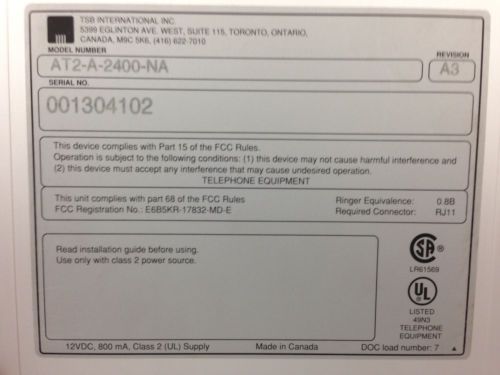 TSB INTERNATIONAL INC.
5399 EGLINTON AVE. WEST, SUITE 115, TORONTO, ONTARIO,
CANADA, M9C 5K6, (416) 622-7010
MODEL NUMBER
REVISION
AT2-A-2400-NA
A3
SERIAL NO.
001304102
This device complies with Part 15 of the FCC Rules.
Operation is subject to the following conditions: (1) this device may not cause harmful interference and
(2) this device must accept any interference that may cause undesired operation.
TELEPHONE EQUIPMENT
This unit complies with part 68 of the FCC Rules
Ringer Equivalence: 0.8B
FCC Registration No.: E6B5KR-17832-MD-E
Required Connector: RJ11
Read installation guide before using.
Use only with class 2 power source.
SA
LR61569
UL
LISTED
49N3
TELEPHONE
EQUIPMENT
12VDC, 800 mA, Class 2 (UL) Supply
Made in Canada
DOC load number: 7